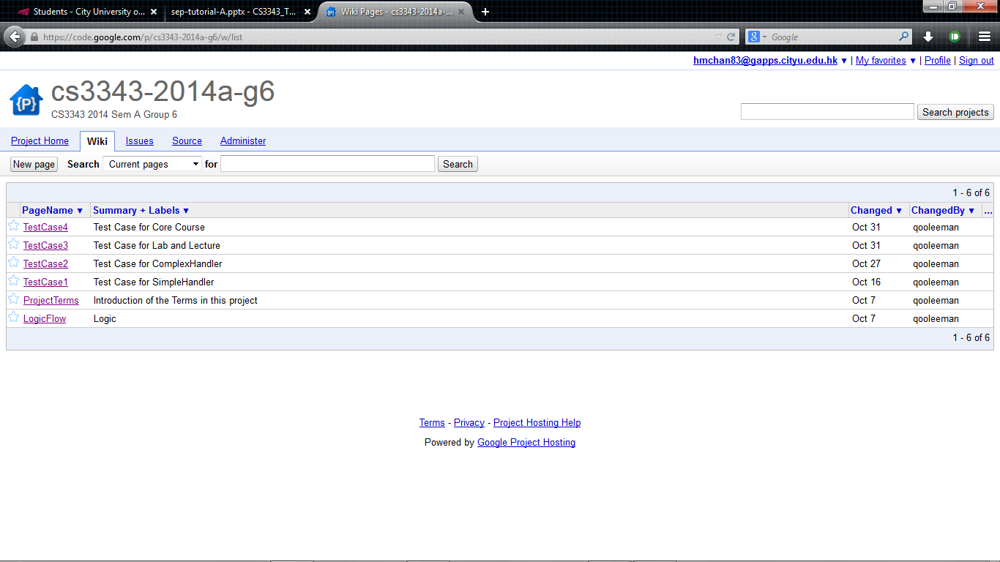 Students - City University o... sep-tutorial-A.pptx - CS3343_T... Wiki Pages - cs3343-2014a-...
https://code.google.com/p/cs3343-2014a-g6/w/list Google
hmchan83@gapps.cityu.edu.hk ▼ | My favorites ▼ | Profile | Sign out
{P} cs3343-2014a-g6
CS3343 2014 Sem A Group 6
Search projects
Project Home Wiki Issues Source Administer
New page Search Current pages for Search
1 - 6 of 6
PageName ▼ Summary + Labels ▼ Changed ▼ ChangedBy ▼ ...
TestCase4 Test Case for Core Course Oct 31 qooleeman
TestCase3 Test Case for Lab and Lecture Oct 31 qooleeman
TestCase2 Test Case for ComplexHandler Oct 27 qooleeman
TestCase1 Test Case for SimpleHandler Oct 16 qooleeman
ProjectTerms Introduction of the Terms in this project Oct 7 qooleeman
LogicFlow Logic Oct 7 qooleeman
1 - 6 of 6
Terms - Privacy - Project Hosting Help
Powered by Google Project Hosting